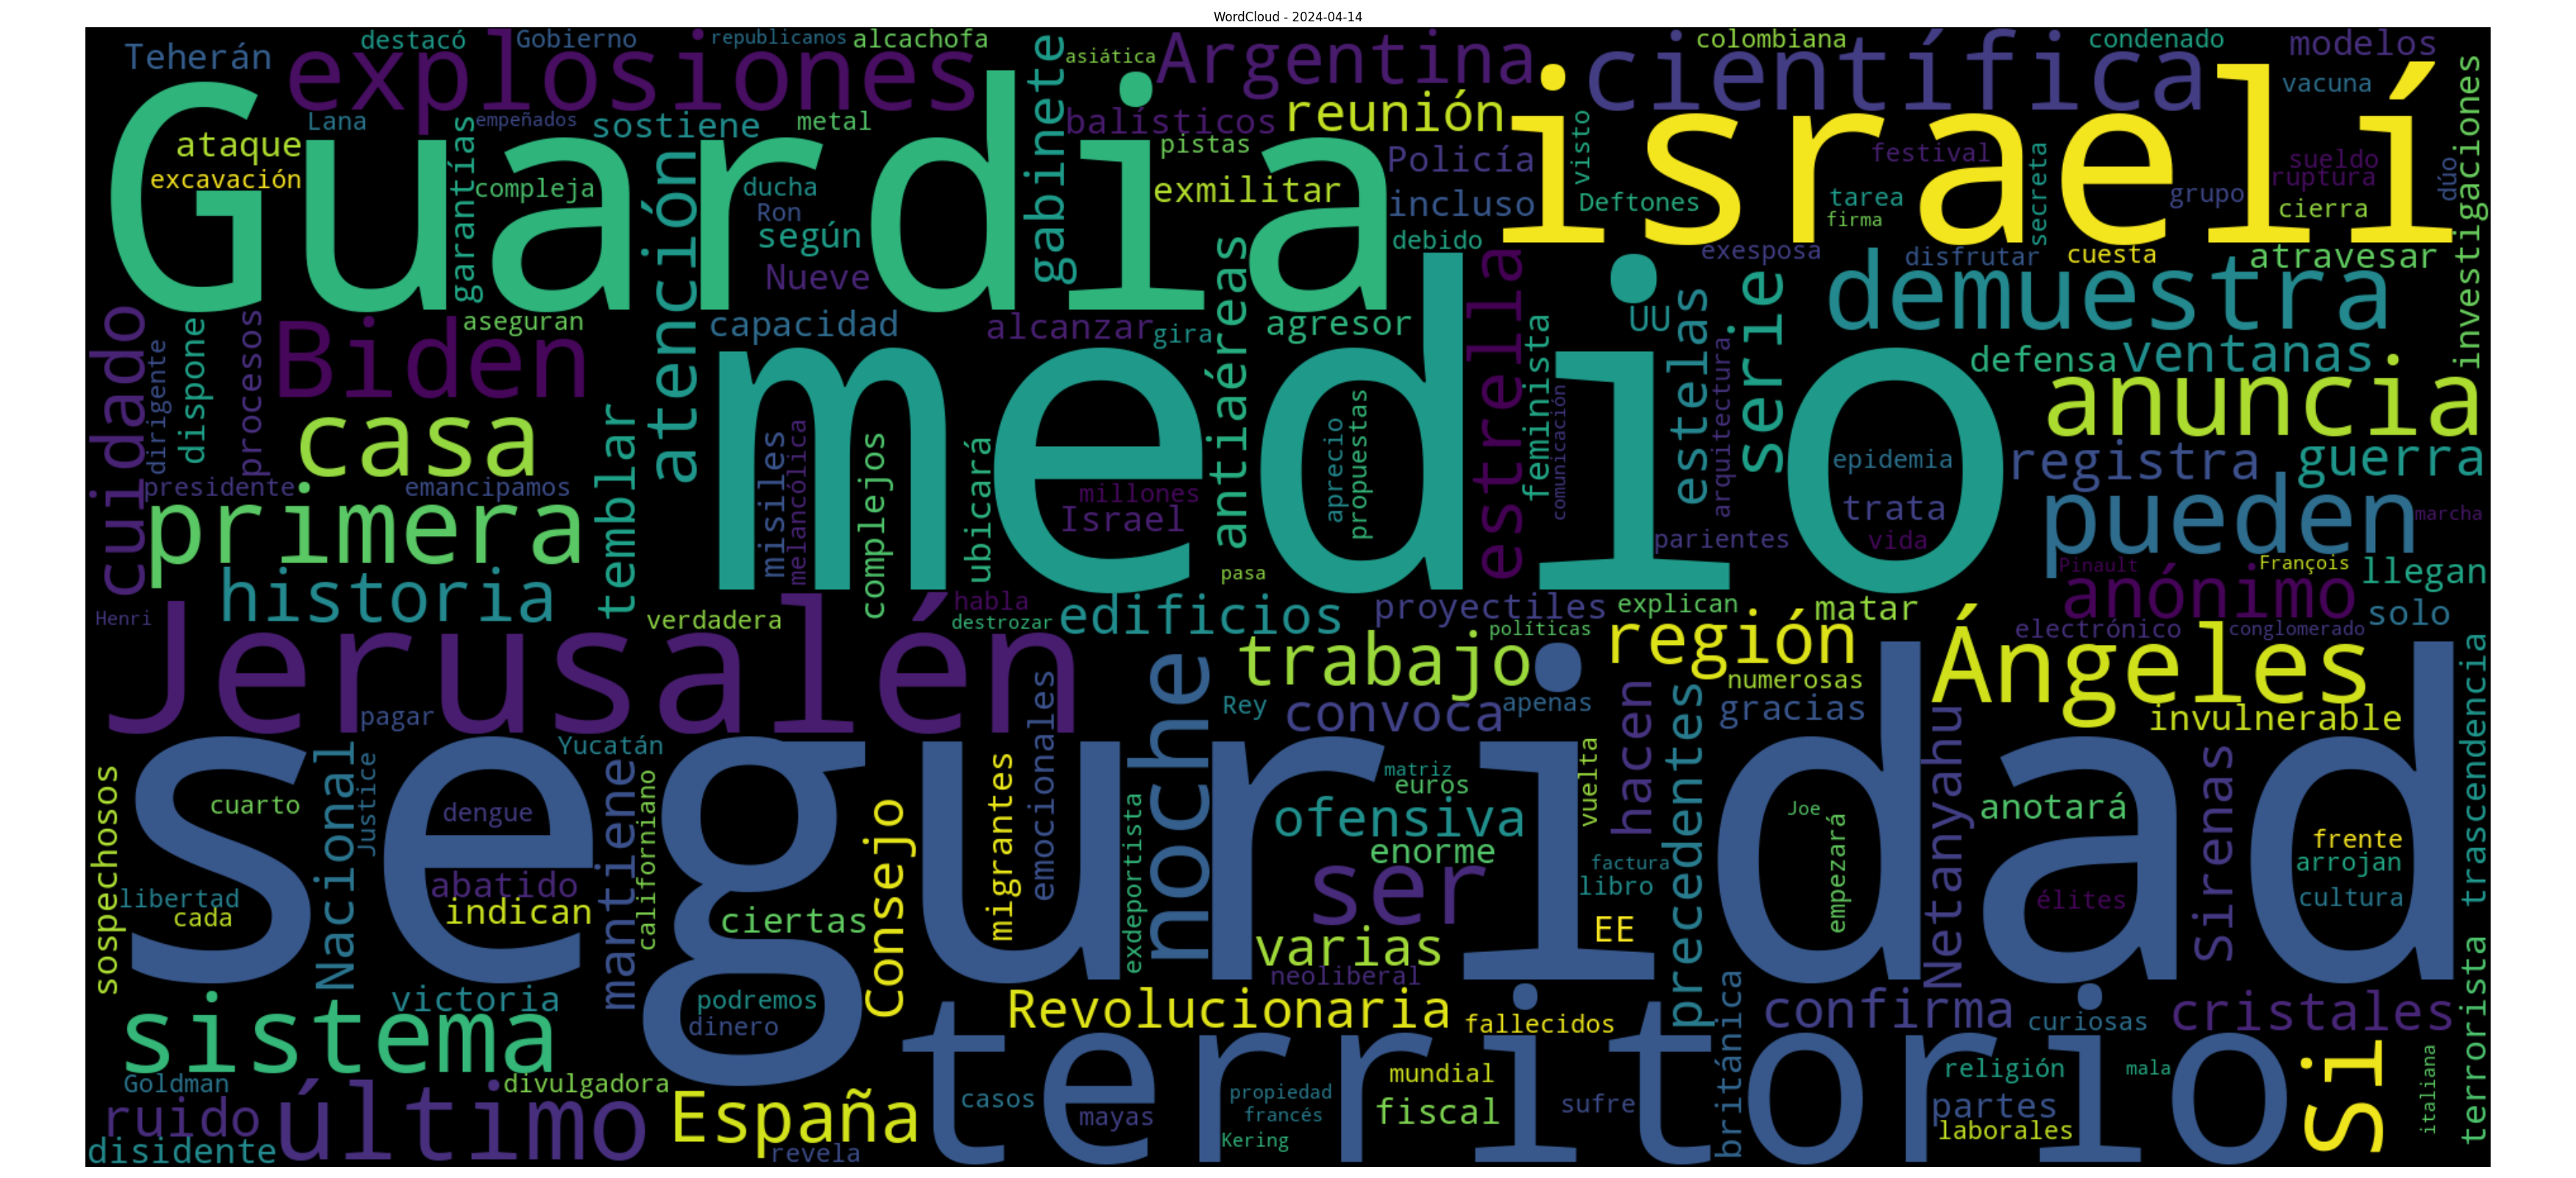 WordCloud - 2024-04-14
Teherán
destacó
Gobierno
republicanos
alcachofa
asiática
Argentina
colombiana
condenado
modelos
explosiones
científica
vacuna
Guardia
israelí
Lana
empeñados
sostiene
metal
balísticos
reunión
ataque
excavación
garantías
compleja
atención
ducha
Ron
según
Nueve
gabinete
pistas
exmilitar
Policía
incluso
debido
visto
Deftones
festival
tarea
firma
secreta
grupo
sueldo
ruptura
cierra
dúo
investigaciones
exesposa
disfrutar
cuesta
atravesar
cuidado
dirigente
dispone
procesos
Biden
aseguran
capacidad
alcanzar
gira
antiaéreas
agresor
estrella
feminista
UU
estelas
arquitectura
serie
demuestra
defensa
ventanas
anuncia
casa
medio
presidente
emancipamos
temblar
misiles
melancólica
complejos
ubicará
millones
Israel
aprecio
propuestas
comunicación
epidemia
trata
vida
parientes
registra
guerra
pueden
marcha
primera
pasa
Pinault
François
llegan
historia
Henri
verdadera
habla
destrozar
edificios
proyectiles
explican
matar
anónimo
solo
Jerusalén
políticas
trabajo
región
numerosas
electrónico
conglomerado
Ángeles
trascendencia
pagar
emocionales
noche
Rey
convoca
apenas
hacen
precedentes
gracias
invulnerable
seguridad
sospechosos
cuarto
Nacional
Justice
Yucatán
dengue
mantiene
californiano
migrantes
exdeportista
matriz
euros
vuelta
ofensiva
enorme
Joe
empezará
Netanyahu
anotará
Sirenas
frente
arrojan
cultura
libertad
cada
abatido
indican
ciertas
Consejo
ser
factura
libro
EE
élites
varias
neoliberal
terrorista
victoria
podremos
dinero
Revolucionaria
fallecidos
británica
confirma
curiosas
cristales
sistema
territorio
Goldman
divulgadora
ruido
último
España
casos
mayas
propiedad
francés
Kering
mundial
fiscal
sufre
religión
mala
partes
laborales
Si
italiana
disidente
revela